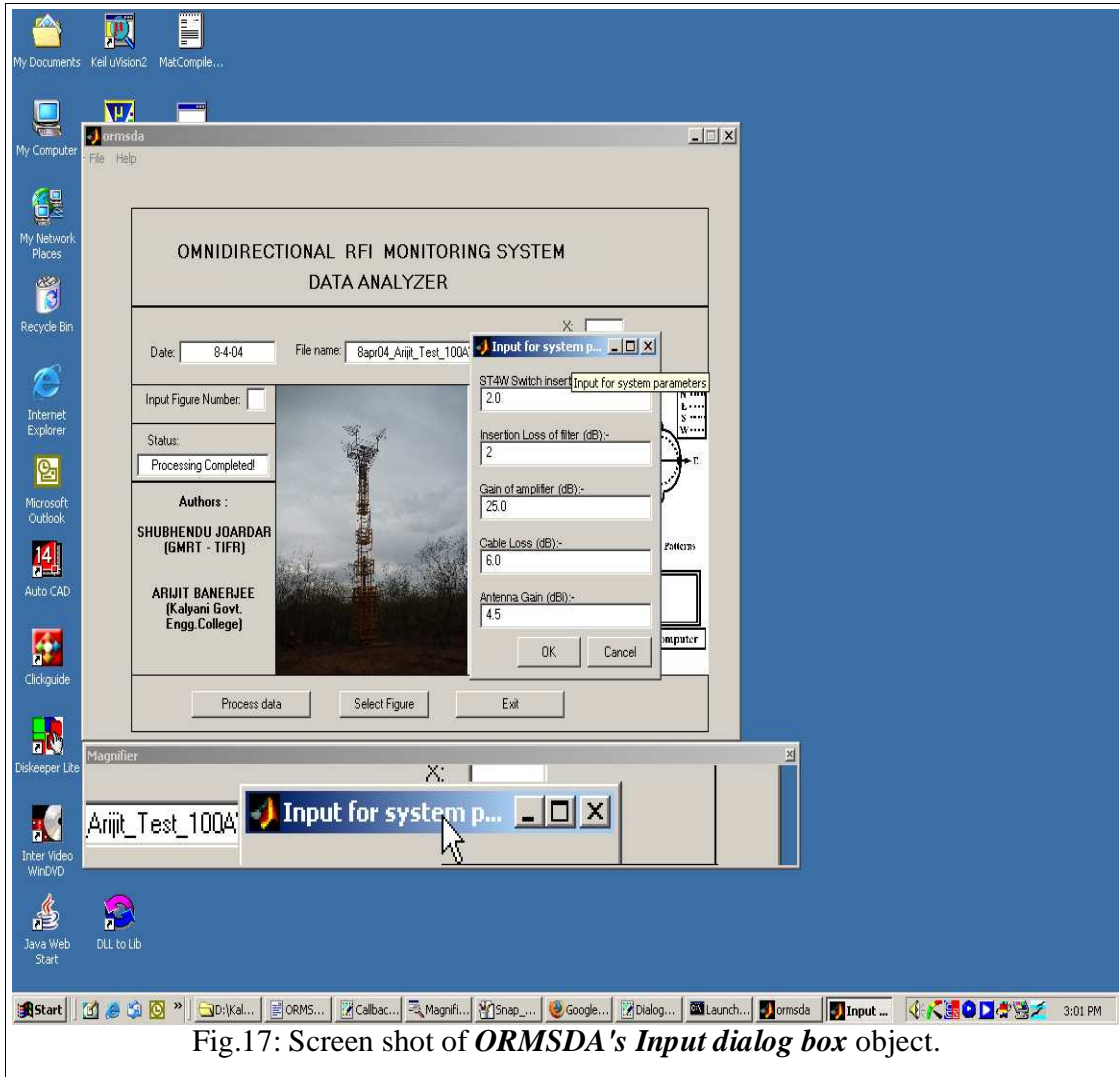 My Documents
Keil uVision2
MatCompile...
My Computer
ormsda
File Help
My Network
Places
OMNIDIRECTIONAL RFI MONITORING SYSTEM
DATA ANALYZER
Recycle Bin
X:
Date: 8-4-04
File name: 8apr04_Arijit_Test_100A
Input for system p...
ST4W Switch insert
Input for system parameters
2.0
Input Figure Number:
Internet
Explorer
N
E
S
W
E
Status:
Processing Completed!
Insertion Loss of filter (dB):-
2
Microsoft
Outlook
Authors :
SHUBHENDU JOARDAR
(GMRT - TIFR)
Gain of amplifier (dB):-
25.0
Cable Loss (dB):-
6.0
Patterns
Auto CAD
ARIJIT BANERJEE
(Kalyani Govt.
Engg.College)
Antenna Gain (dBi):-
4.5
omputer
OK
Cancel
Clickguide
Process data
Select Figure
Exit
Diskeeper Lite
Magnifier
X:
_Arijit_Test_100A
Input for system p...
Inter Video
WinDVD
Java Web
Start
DLL to Lib
Start
»
D:\Kal...
ORMS...
Callbac...
Magnifi...
Snap_...
Google...
Dialog...
Launch...
ormsda
Input ...
3:01 PM
Fig.17: Screen shot of ORMSDA's Input dialog box object.